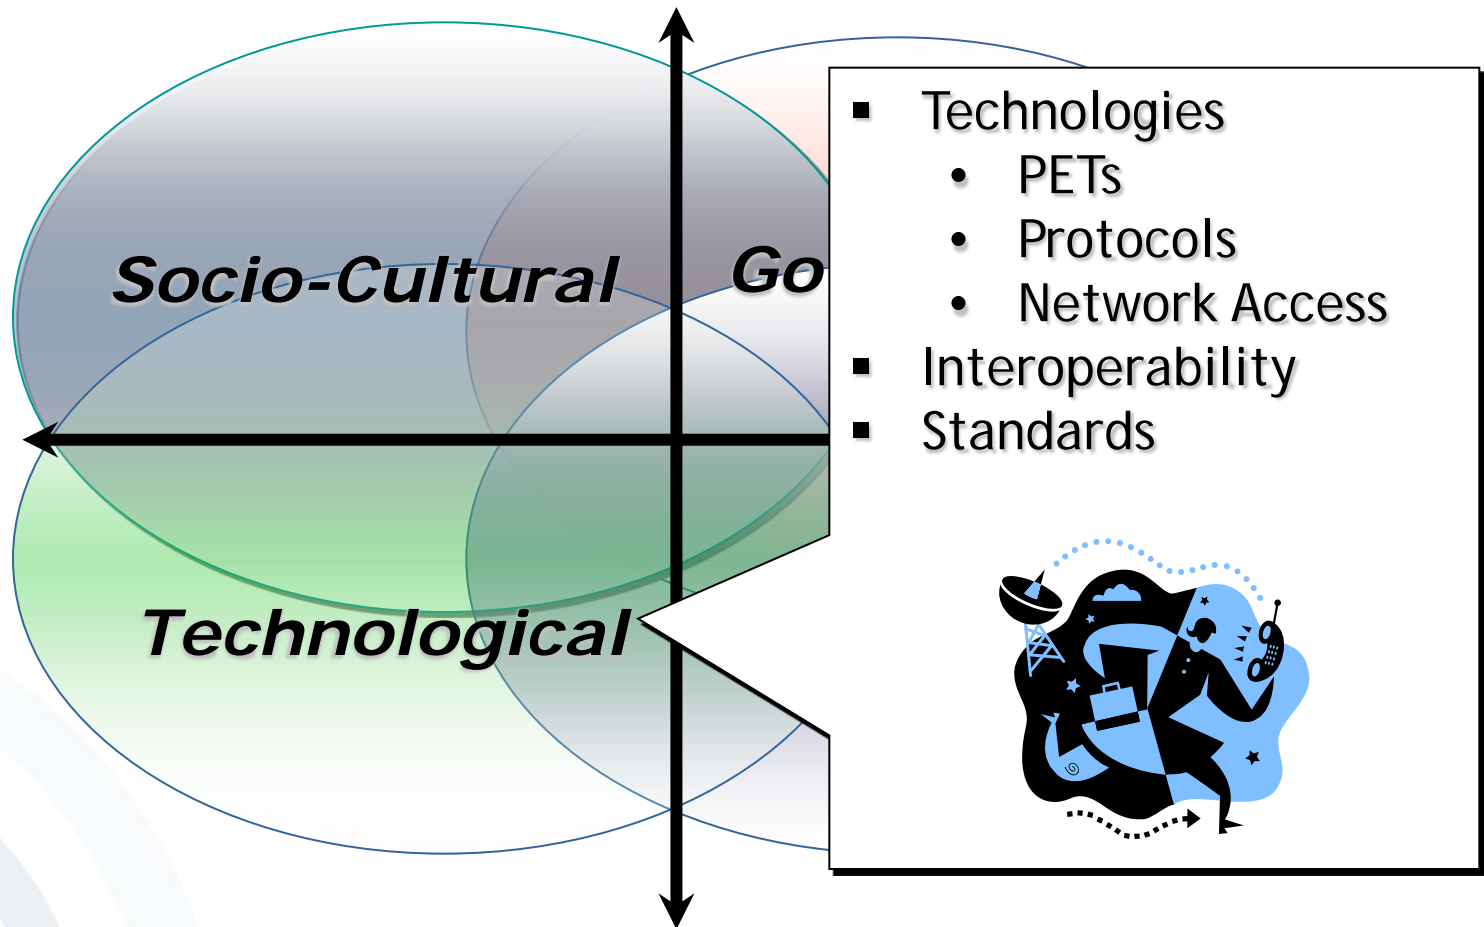 Socio-Cultural
Go
Technological
▪ Technologies
• PETs
• Protocols
• Network Access
▪ Interoperability
▪ Standards